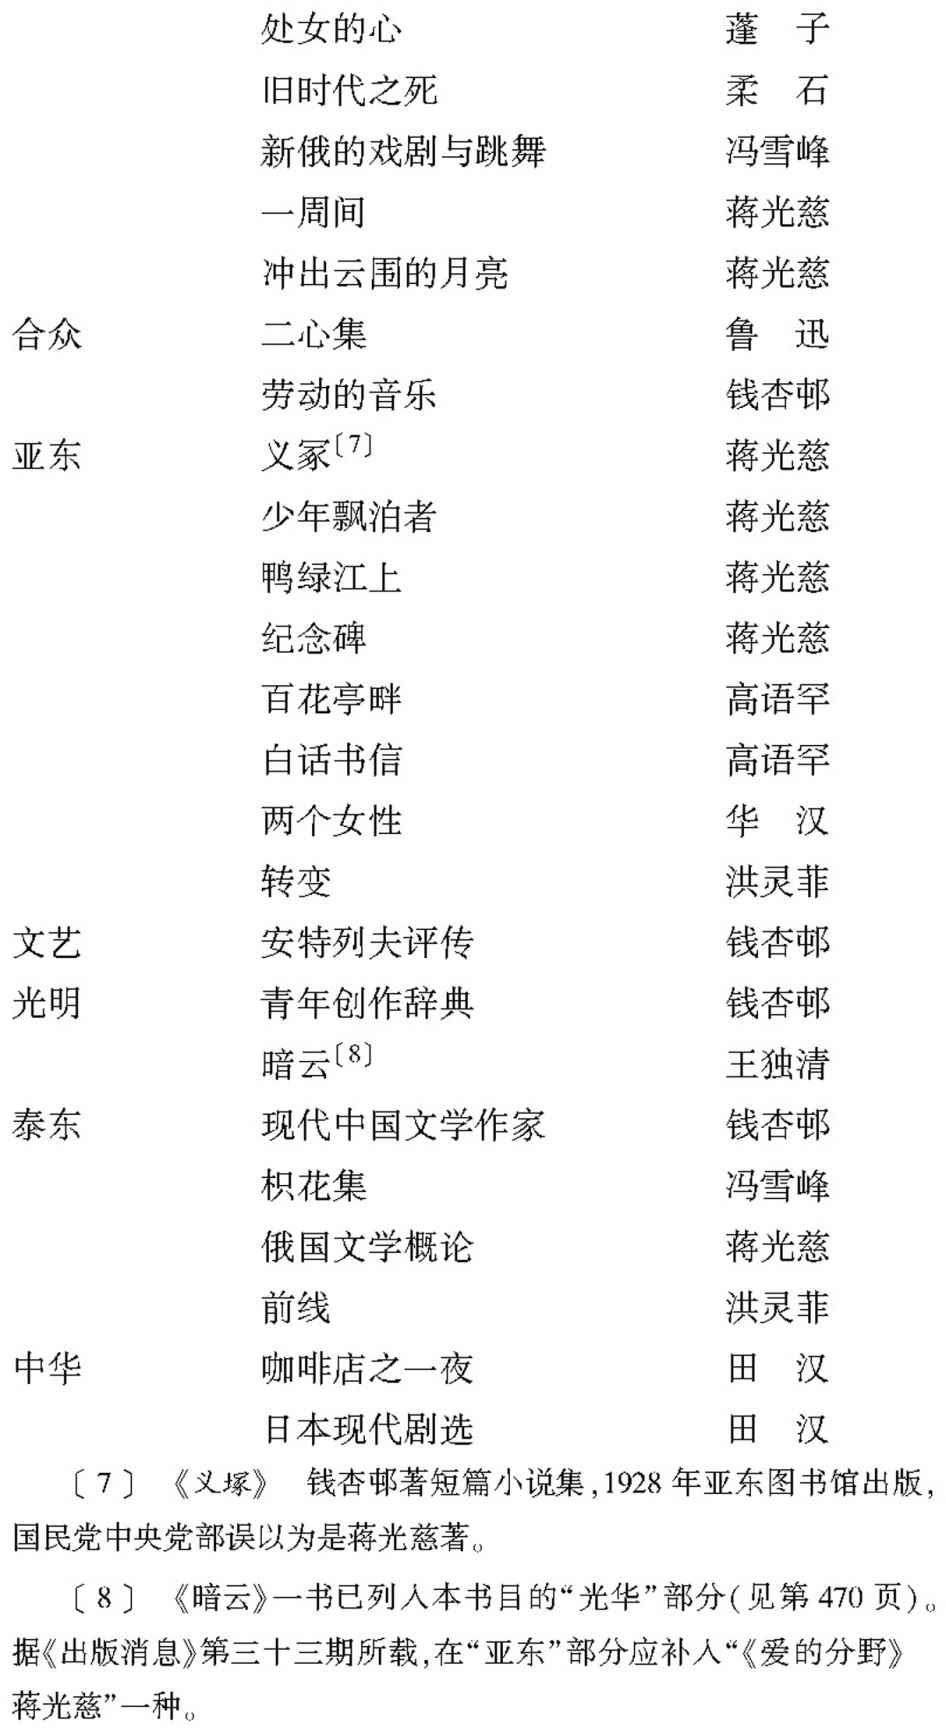 处女的心 蓬 子
旧时代之死 柔 石
新俄的戏剧与跳舞 冯雪峰
一周间 蒋光慈
冲出云围的月亮 蒋光慈
合众 二心集 鲁 迅
劳动的音乐 钱杏邨
亚东 义冢〔7〕 蒋光慈
少年飘泊者 蒋光慈
鸭绿江上 蒋光慈
纪念碑 蒋光慈
百花亭畔 高语罕
白话书信 高语罕
两个女性 华 汉
转变 洪灵菲
文艺 安特列夫评传 钱杏邨
光明 青年创作辞典 钱杏邨
暗云〔8〕 王独清
泰东 现代中国文学作家 钱杏邨
枳花集 冯雪峰
俄国文学概论 蒋光慈
前线 洪灵菲
中华 咖啡店之一夜 田 汉
日本现代剧选 田 汉
〔7〕 《义塚》 钱杏邨著短篇小说集,1928 年亚东图书馆出版,
国民党中央党部误以为是蒋光慈著。
〔8〕 《暗云》一书已列入本书目的“光华”部分(见第 470 页)。
据《出版消息》第三十三期所载,在“亚东”部分应补入“《爱的分野》
蒋光慈”一种。